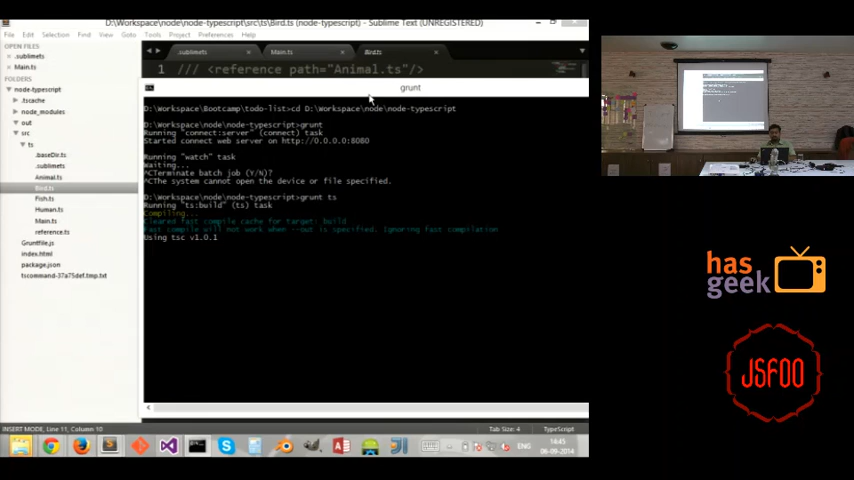 D:\Workspace\node\node-typescript\src\ts\Bird.ts (node-typescript) - Sublime Text (UNREGISTERED)
File Edit Selection Find View Goto Tools Project Preferences Help
OPEN FILES
.sublimets
Main.ts
FOLDERS
node-typescript
.tscache
node_modules
out
src
ts
.baseDir.ts
.sublimets
Animal.ts
Bird.ts
Fish.ts
Human.ts
Main.ts
reference.ts
Gruntfile.js
index.html
package.json
tscommand-37a75def.tmp.txt
.sublimets Main.ts Bird.ts
1 /// <reference path="Animal.ts"/>
grunt
D:\Workspace\Bootcamp\todo-list>cd D:\Workspace\node\node-typescript
D:\Workspace\node\node-typescript>grunt
Running "connect:server" (connect) task
Started connect web server on http://0.0.0.0:8080
Running "watch" task
Waiting...
^CTerminate batch job (Y/N)?
^CThe system cannot open the device or file specified.
D:\Workspace\node\node-typescript>grunt ts
Running "ts:build" (ts) task
Compiling...
Cleared fast compile cache for target: build
Fast compile will not work when --out is specified. Ignoring fast compilation
Using tsc v1.0.1
INSERT MODE, Line 11, Column 10 Tab Size: 4 TypeScript
ENG
14:45
06-09-2014
has
geek
JSFOO